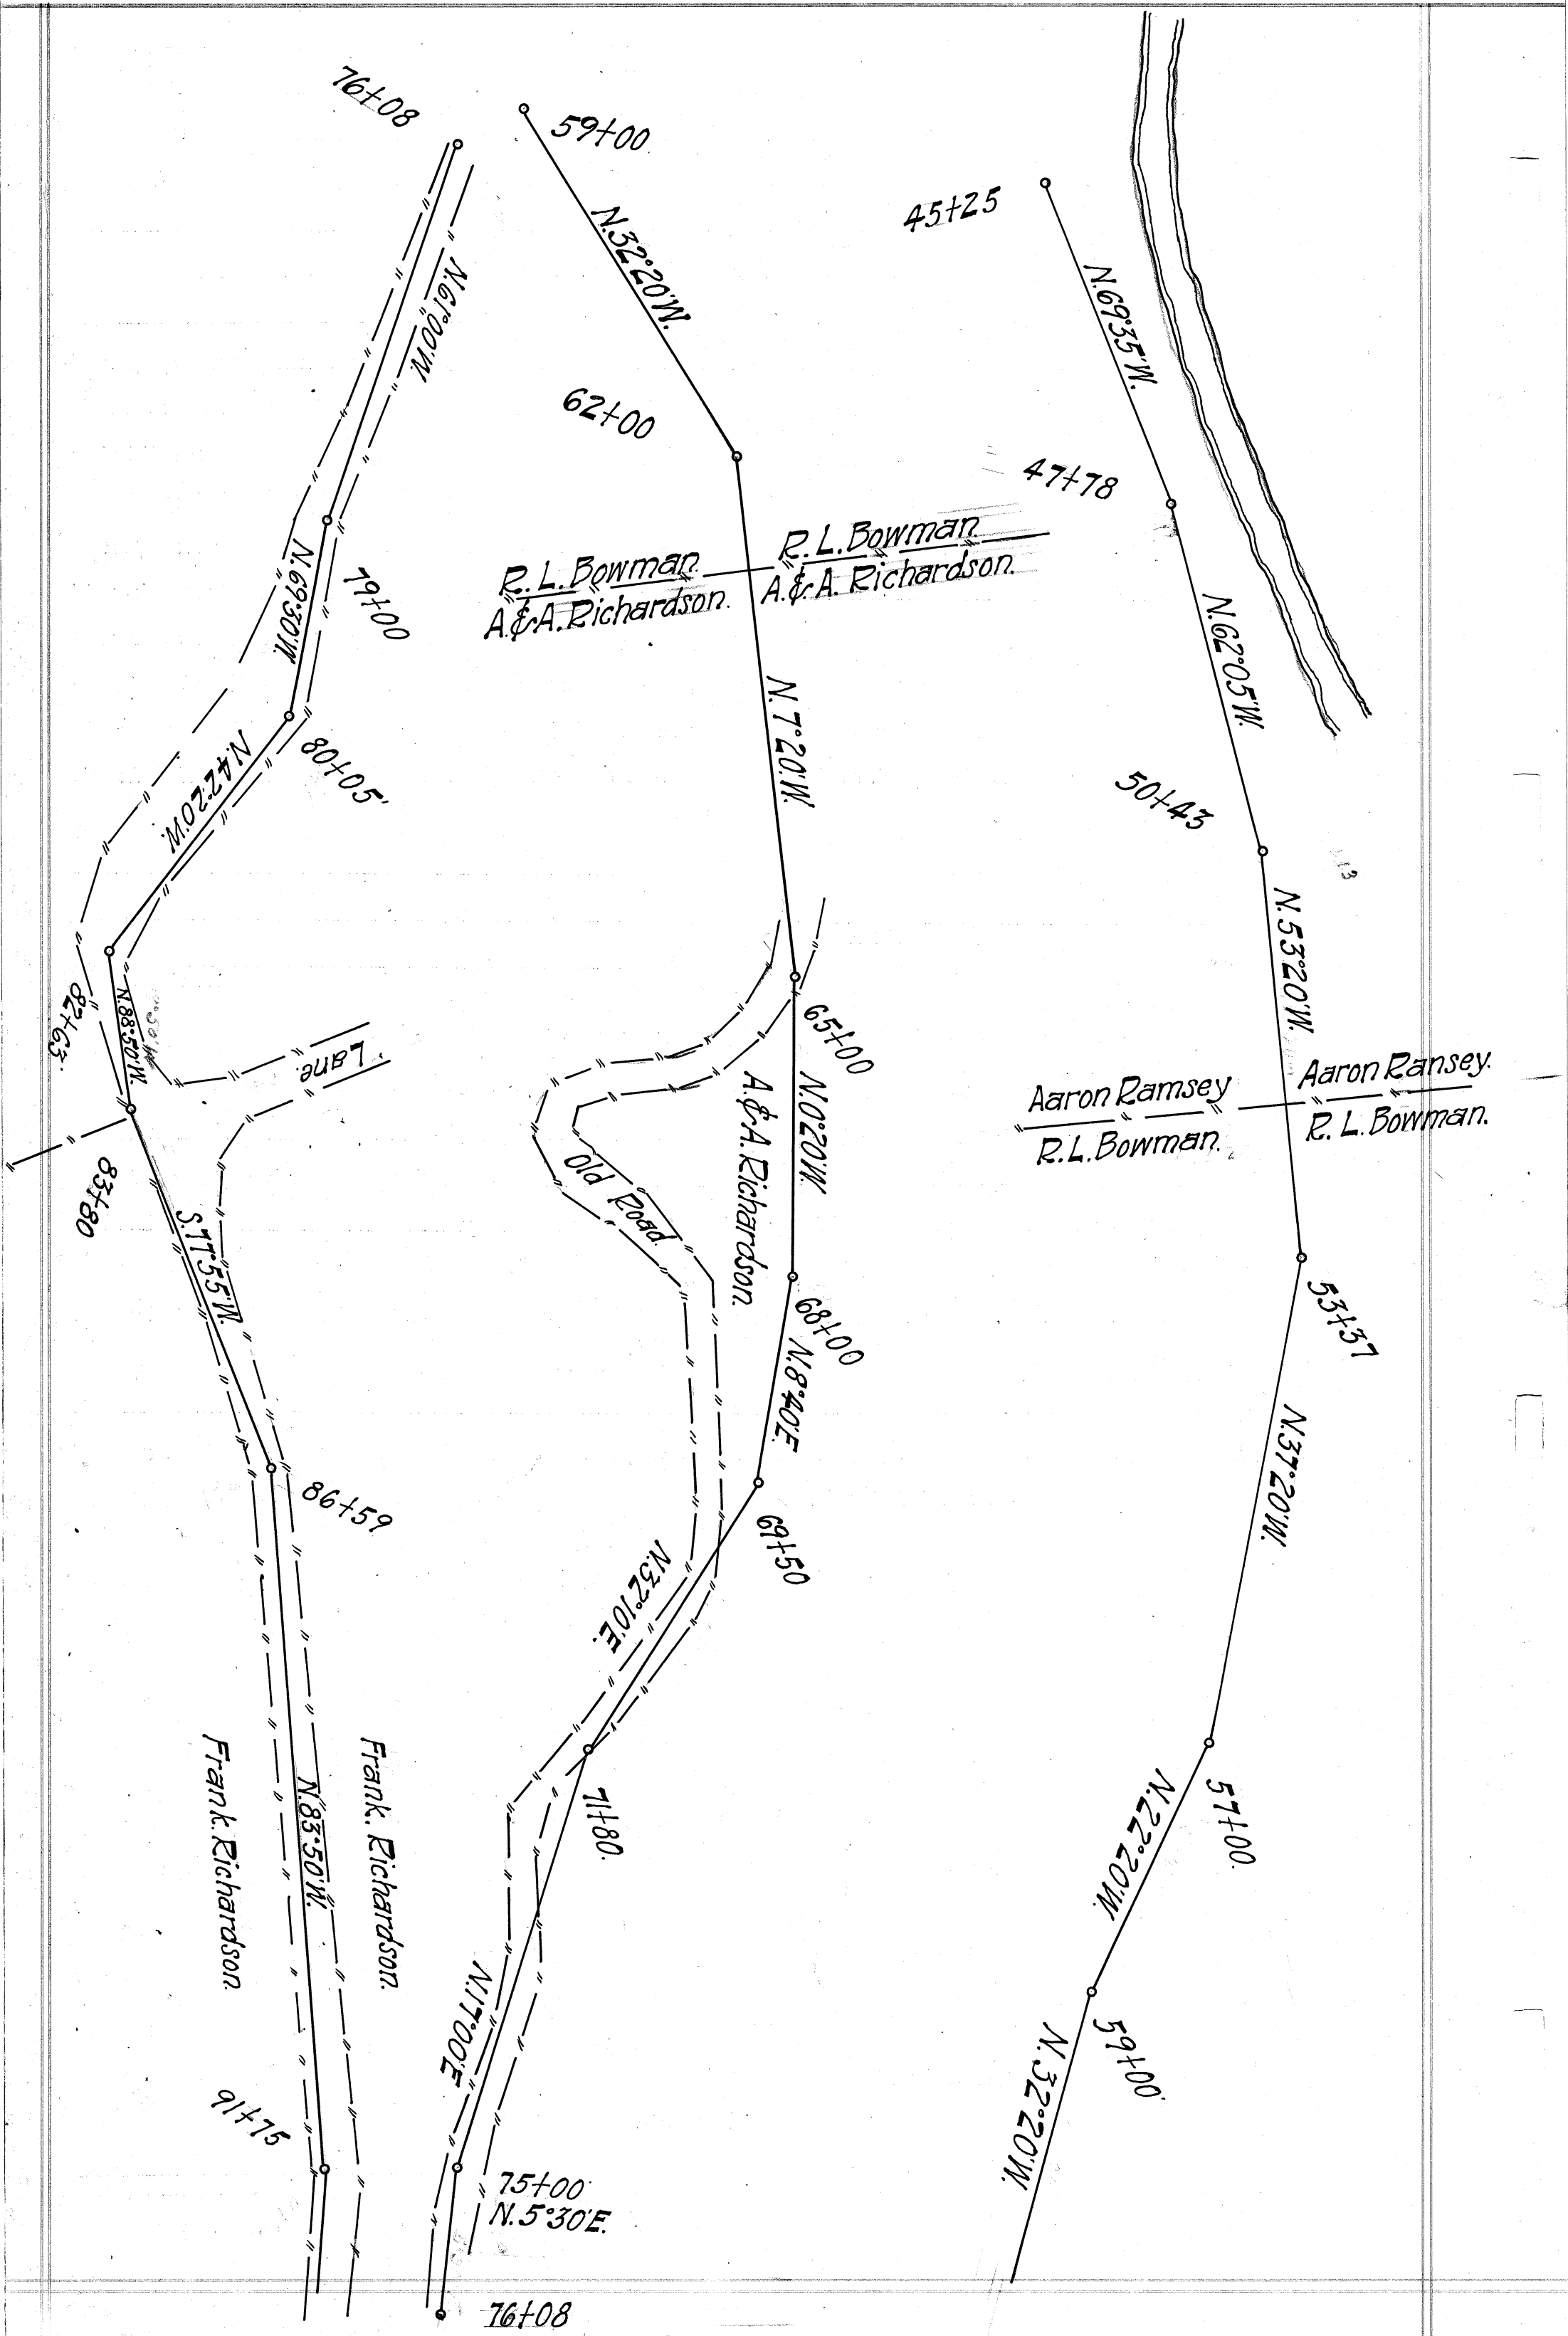 76+08
59+00.
45+25
N.61°00'W.
N.32°20'W.
N.69°35'W.
62+00
47+78
R.L.Bowman.
A.&A.Richardson.
R.L.Bowman.
A.&A. Richardson.
N.69°30'W.
79+00
N.7°20'W.
N.62°05'W.
80+05'
N.42°20'W.
50+43
N.53°20'W.
82+63.
N.88°50'W.
Lane.
65+00
N.0°20'W.
A.&A.Richardson.
Old Road.
Aaron Ramsey
R.L.Bowman.
Aaron Ransey.
R. L. Bowman.
83+80
S.77°55'W.
68+00
N.8°40'E.
53+37
N.37°20'W.
86+59
69+50
N.32°10'E.
Frank.Richardson.
N.83°50'W.
Frank. Richardson.
71+80.
57+00.
N.22°20'W.
N.17°00'E
59+00'
N.32°20'W.
91+75
75+00
N.5°30'E.
76+08